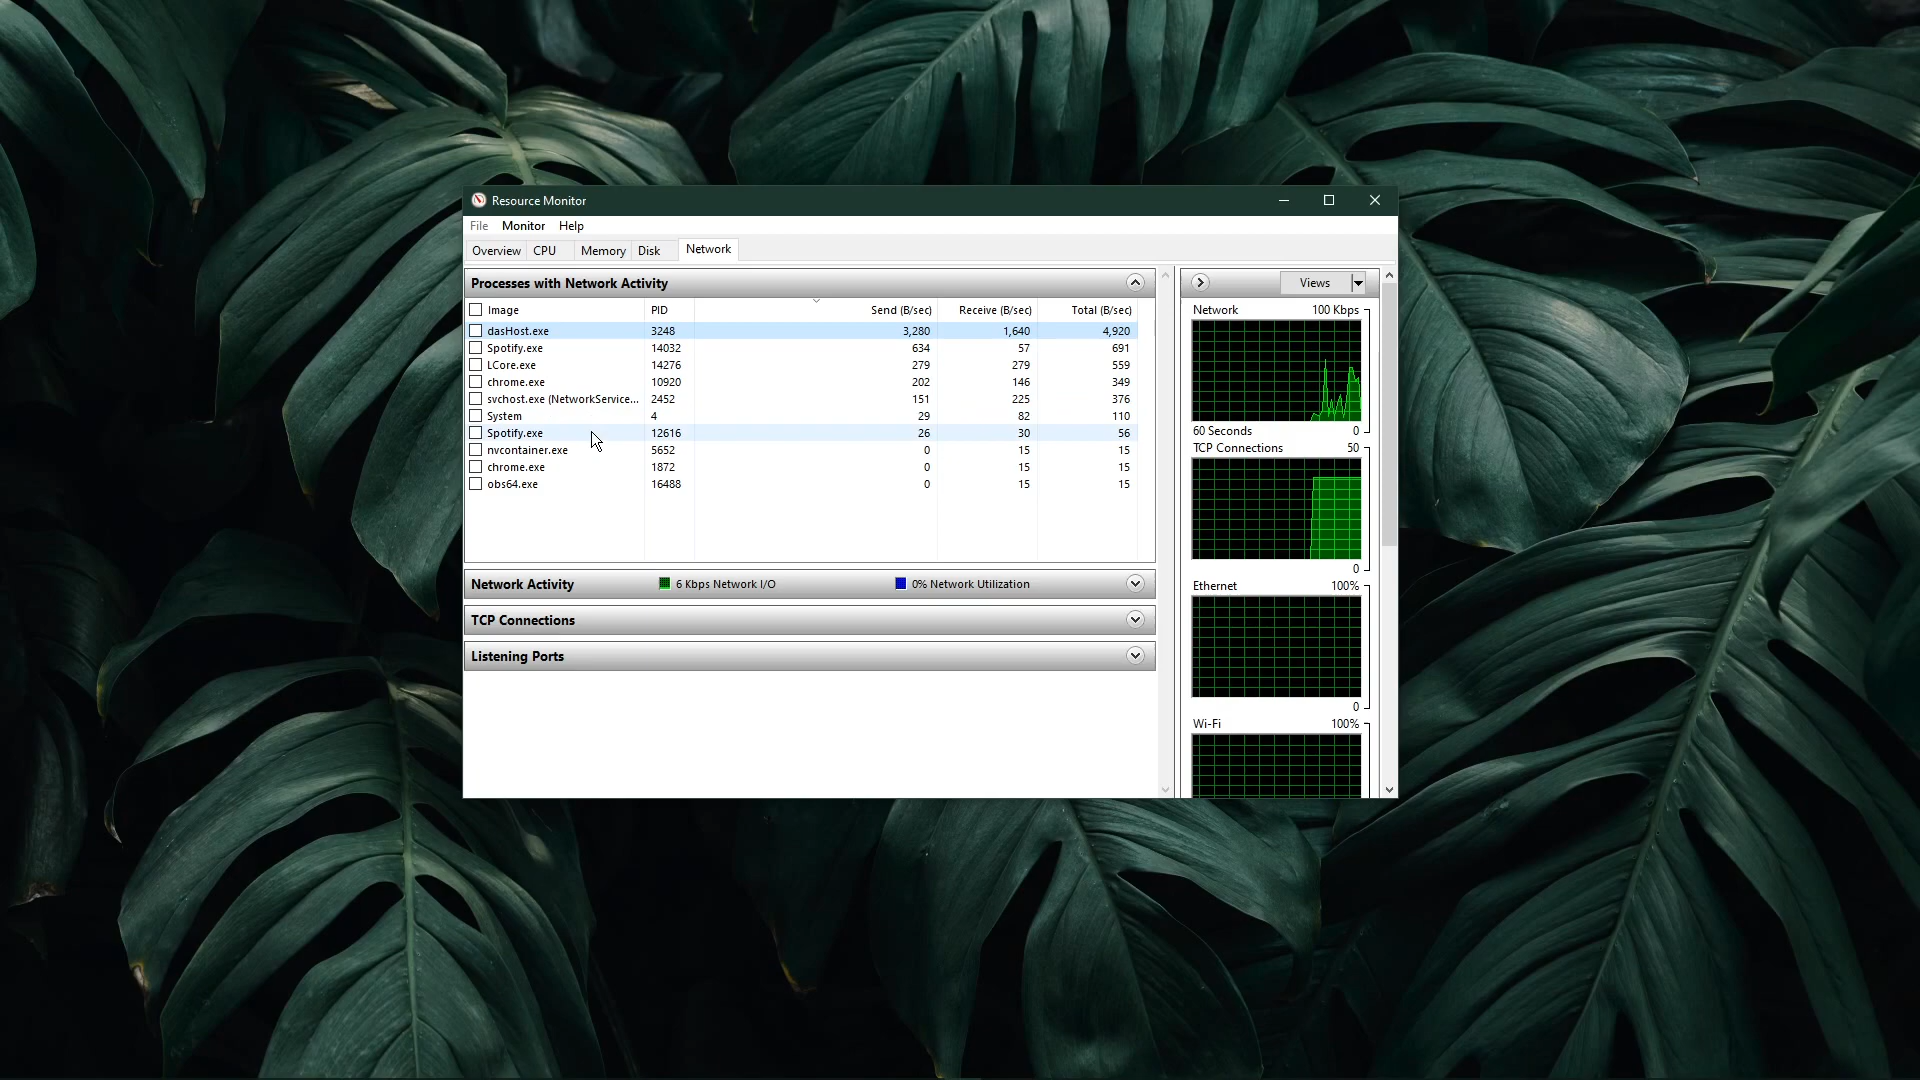 Resource Monitor
File Monitor Help
Overview CPU Memory Disk Network
Processes with Network Activity
Image PID Send (B/sec) Receive (B/sec) Total (B/sec)
dasHost.exe 3248 3,280 1,640 4,920
Spotify.exe 14032 634 57 691
LCore.exe 14276 279 279 559
chrome.exe 10920 202 146 349
svchost.exe (NetworkService... 2452 151 225 376
System 4 29 82 110
Spotify.exe 12616 26 30 56
nvcontainer.exe 5652 0 15 15
chrome.exe 1872 0 15 15
obs64.exe 16488 0 15 15
Network Activity 6 Kbps Network I/O 0% Network Utilization
TCP Connections
Listening Ports
Views
Network 100 Kbps
60 Seconds 0
TCP Connections 50
0
Ethernet 100%
0
Wi-Fi 100%